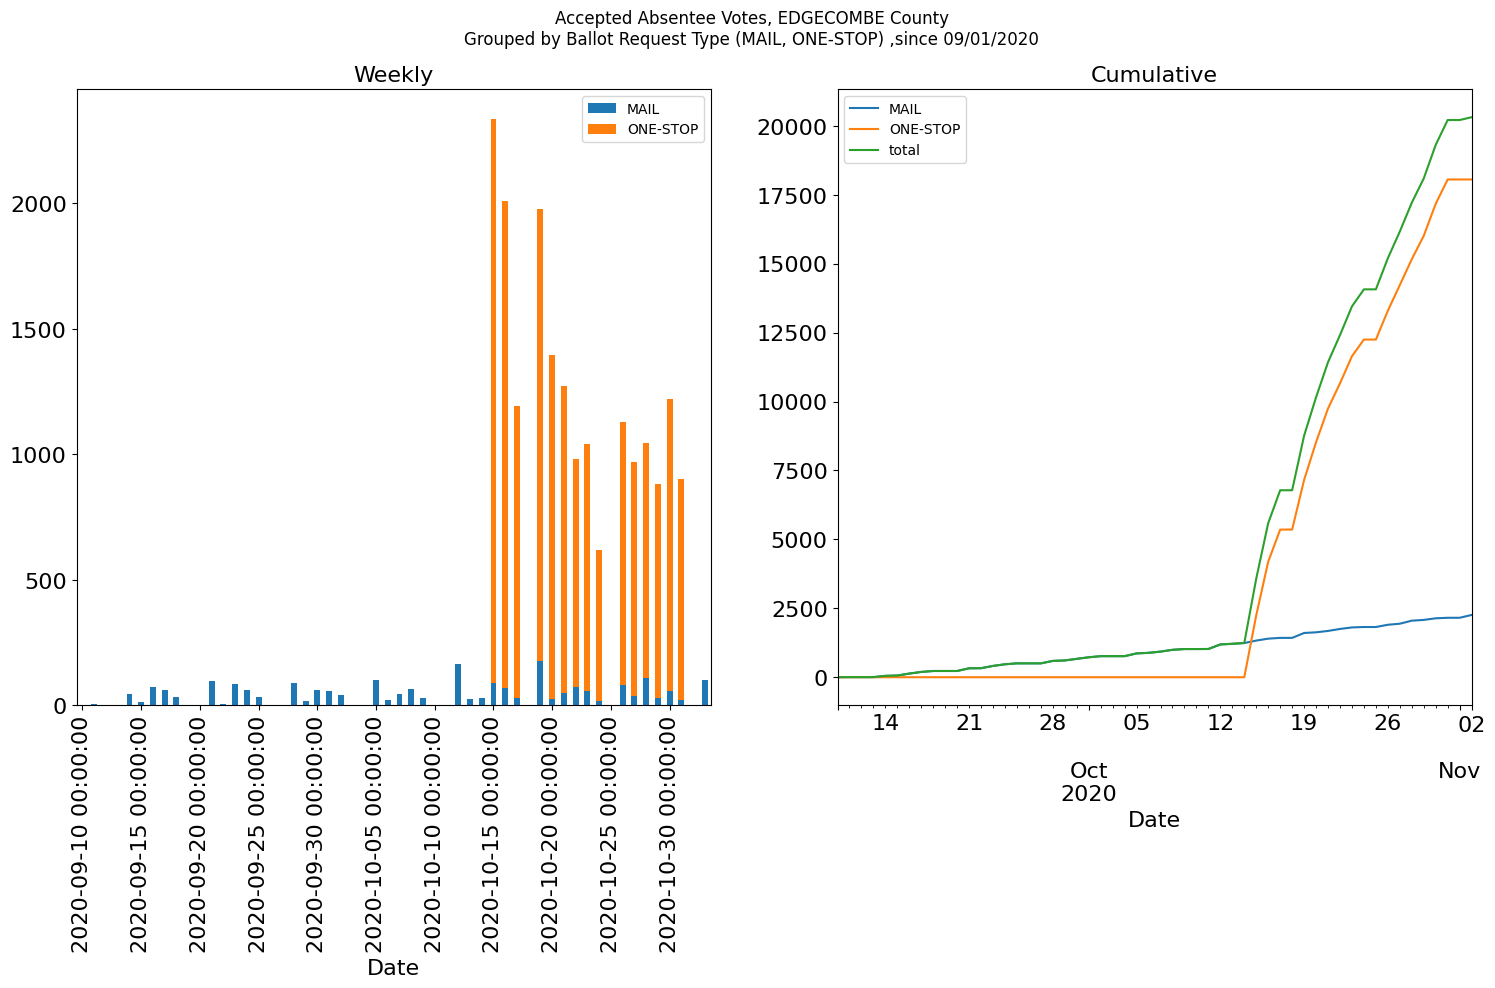 Accepted Absentee Votes, EDGECOMBE County
Grouped by Ballot Request Type (MAIL, ONE-STOP) ,since 09/01/2020
Weekly
MAIL
ONE-STOP
2000
1500
1000
500
0
2020-09-10 00:00:00
2020-09-15 00:00:00
2020-09-20 00:00:00
2020-09-25 00:00:00
2020-09-30 00:00:00
2020-10-05 00:00:00
2020-10-10 00:00:00
2020-10-15 00:00:00
2020-10-20 00:00:00
2020-10-25 00:00:00
2020-10-30 00:00:00
Date
Cumulative
MAIL
ONE-STOP
total
20000
17500
15000
12500
10000
7500
5000
2500
0
14 21 28 05 12 19 26 02
Oct Nov
2020
Date